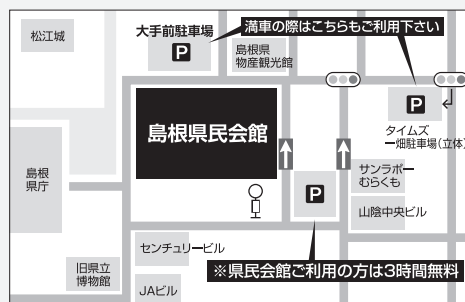 松江城
大手前駐車場
P
満車の際はこちらもご利用下さい
島根県
物産観光館
P
タイムズ
一畑駐車場(立体)
島根県民会館
島根
県庁
P
サンラポー
むらくも
山陰中央ビル
センチュリービル
旧県立
博物館
JAビル
※県民会館ご利用の方は3時間無料